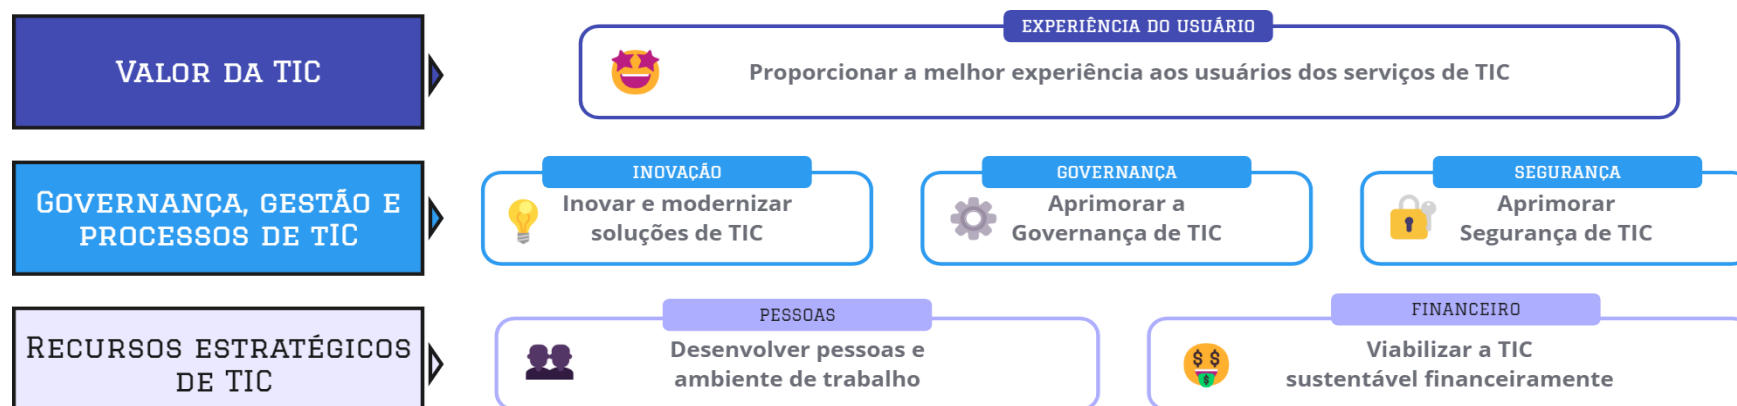 VALOR DA TIC
EXPERIÊNCIA DO USUÁRIO
Proporcionar a melhor experiência aos usuários dos serviços de TIC
GOVERNANÇA, GESTÃO E
PROCESSOS DE TIC
INOVAÇÃO
Inovar e modernizar
soluções de TIC
GOVERNANÇA
Aprimorar a
Governança de TIC
SEGURANÇA
Aprimorar
Segurança de TIC
RECURSOS ESTRATÉGICOS
DE TIC
PESSOAS
Desenvolver pessoas e
ambiente de trabalho
FINANCEIRO
Viabilizar a TIC
sustentável financeiramente